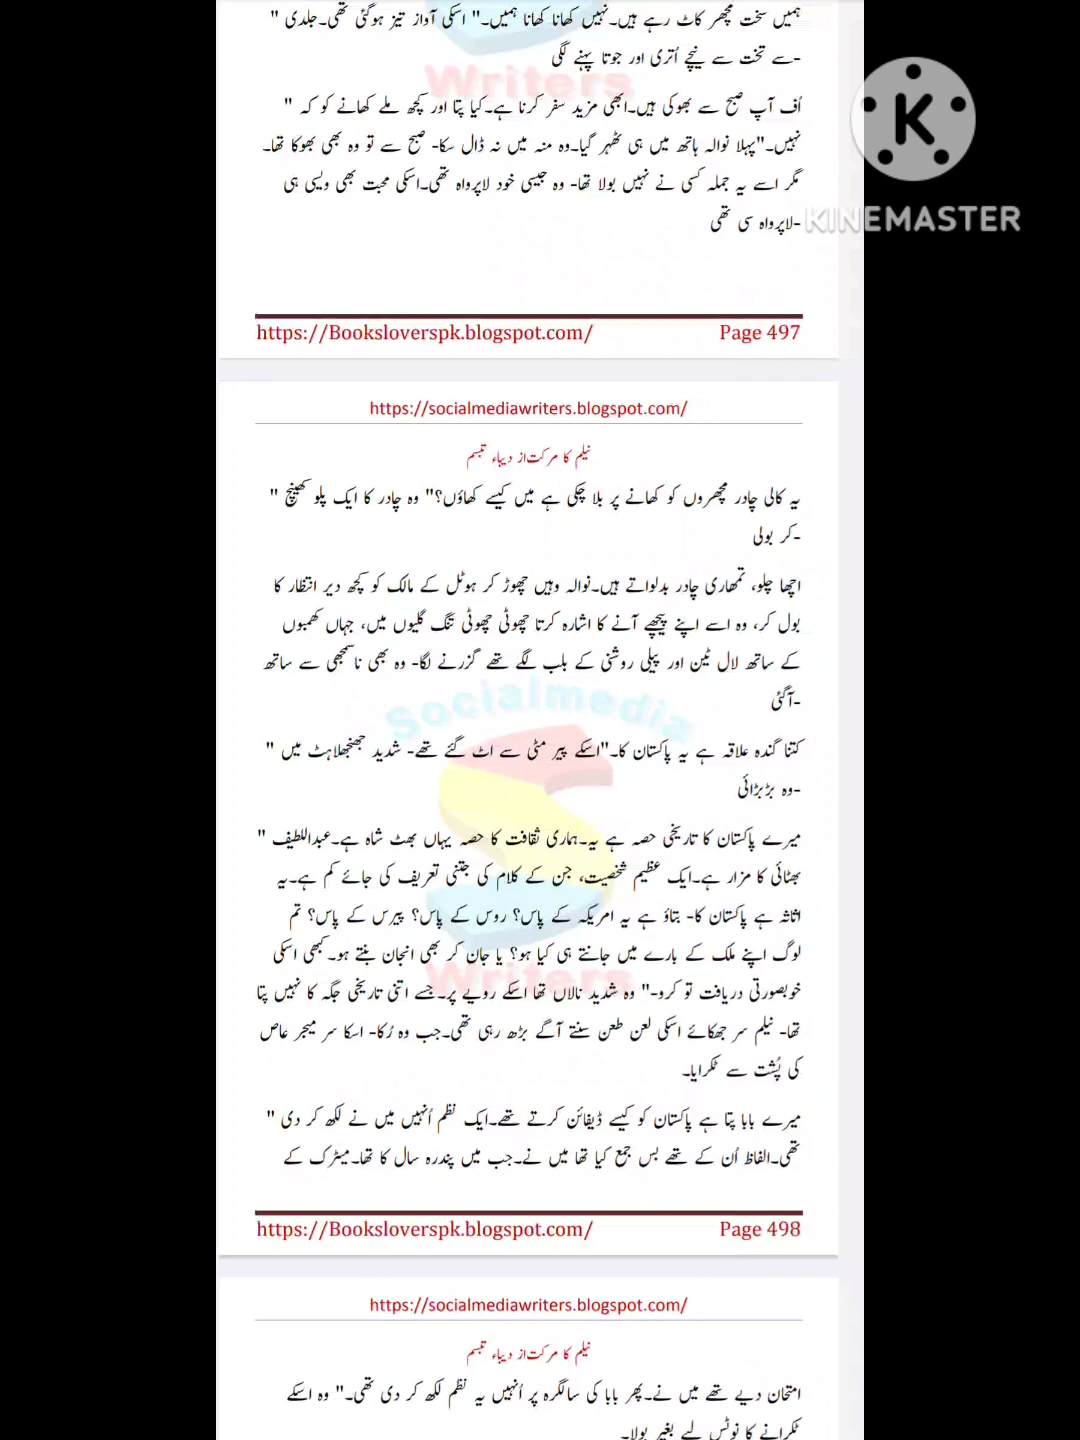 ہمیں سخت مچھر کاٹ رہے ہیں۔نہیں کھانا کھانا ہمیں۔" اسکی آواز تیز ہوگئی تھی۔جلدی "
-سے تخت سے نیچے اُتری اور جوتا پہنے لگی
اُف آپ صبح سے بھوکی ہیں۔ابھی مزید سفر کرنا ہے۔کیا پتا اور کچھ ملے کھانے کو کہ "
نہیں۔"پہلا نوالہ ہاتھ میں ہی ٹھہر گیا۔وہ منہ میں نہ ڈال سکا- صبح سے تو وہ بھی بھوکا تھا۔
مگر اسے یہ جملہ کسی نے نہیں بولا تھا- وہ جیسی خود لاپرواہ تھی۔اسکی محبت بھی ویسی ہی
-لاپرواہ سی تھی
KINEMASTER
Writers
https://Booksloverspk.blogspot.com/ Page 497
https://socialmediawriters.blogspot.com/
نیلم کا مرکت از دیباء تبسم
یہ کالی چادر مچھروں کو کھانے پر بلا چکی ہے میں کیسے کھاؤں؟" وہ چادر کا ایک پلو کھینچ "
-کر بولی
اچھا چلو، تمھاری چادر بدلواتے ہیں۔نوالہ وہیں چھوڑ کر ہوٹل کے مالک کو کچھ دیر انتظار کا
بول کر، وہ اسے اپنے پیچھے آنے کا اشارہ کرتا چھوٹی چھوٹی تنگ گلیوں میں، جہاں کھمبوں
کے ساتھ لال ٹین اور پیلی روشنی کے بلب لگے تھے گزرنے لگا- وہ بھی ناسمجھی سے ساتھ
-آگئی
کتنا گندہ علاقہ ہے یہ پاکستان کا۔"اسکے پیر مٹی سے اٹ گئے تھے- شدید جھنجھلاہٹ میں "
-وہ بڑبڑائی
میرے پاکستان کا تاریخی حصہ ہے یہ۔ہماری ثقافت کا حصہ یہاں بھٹ شاہ ہے۔عبداللطیف "
بھٹائی کا مزار ہے۔ایک عظیم شخصیت، جن کے کلام کی جتنی تعریف کی جائے کم ہے۔یہ
اثاثہ ہے پاکستان کا- بتاؤ ہے یہ امریکہ کے پاس؟ روس کے پاس؟ پیرس کے پاس؟ تم
لوگ اپنے ملک کے بارے میں جانتے ہی کیا ہو؟ یا جان کر بھی انجان بنتے ہو۔کبھی اسکی
خوبصورتی دریافت تو کرو-" وہ شدید نالاں تھا اسکے رویے پر۔جسے اتنی تاریخی جگہ کا نہیں پتا
تھا- نیلم سر جھکائے اسکی لعن طعن سنتے آگے بڑھ رہی تھی۔جب وہ رُکا- اسکا سر میجر عاص
کی پُشت سے ٹکرایا۔
Socialmedia
Writers
میرے بابا پتا ہے پاکستان کو کیسے ڈیفائن کرتے تھے۔ایک نظم اُنہیں میں نے لکھ کر دی "
تھی۔الفاظ اُن کے تھے بس جمع کیا تھا میں نے۔جب میں پندرہ سال کا تھا۔میٹرک کے
https://Booksloverspk.blogspot.com/ Page 498
https://socialmediawriters.blogspot.com/
نیلم کا مرکت از دیباء تبسم
امتحان دیے تھے میں نے۔پھر بابا کی سالگرہ پر اُنہیں یہ نظم لکھ کر دی تھی۔" وہ اسکے
ٹکرانے کا نوٹس لیے بغیر بولا۔